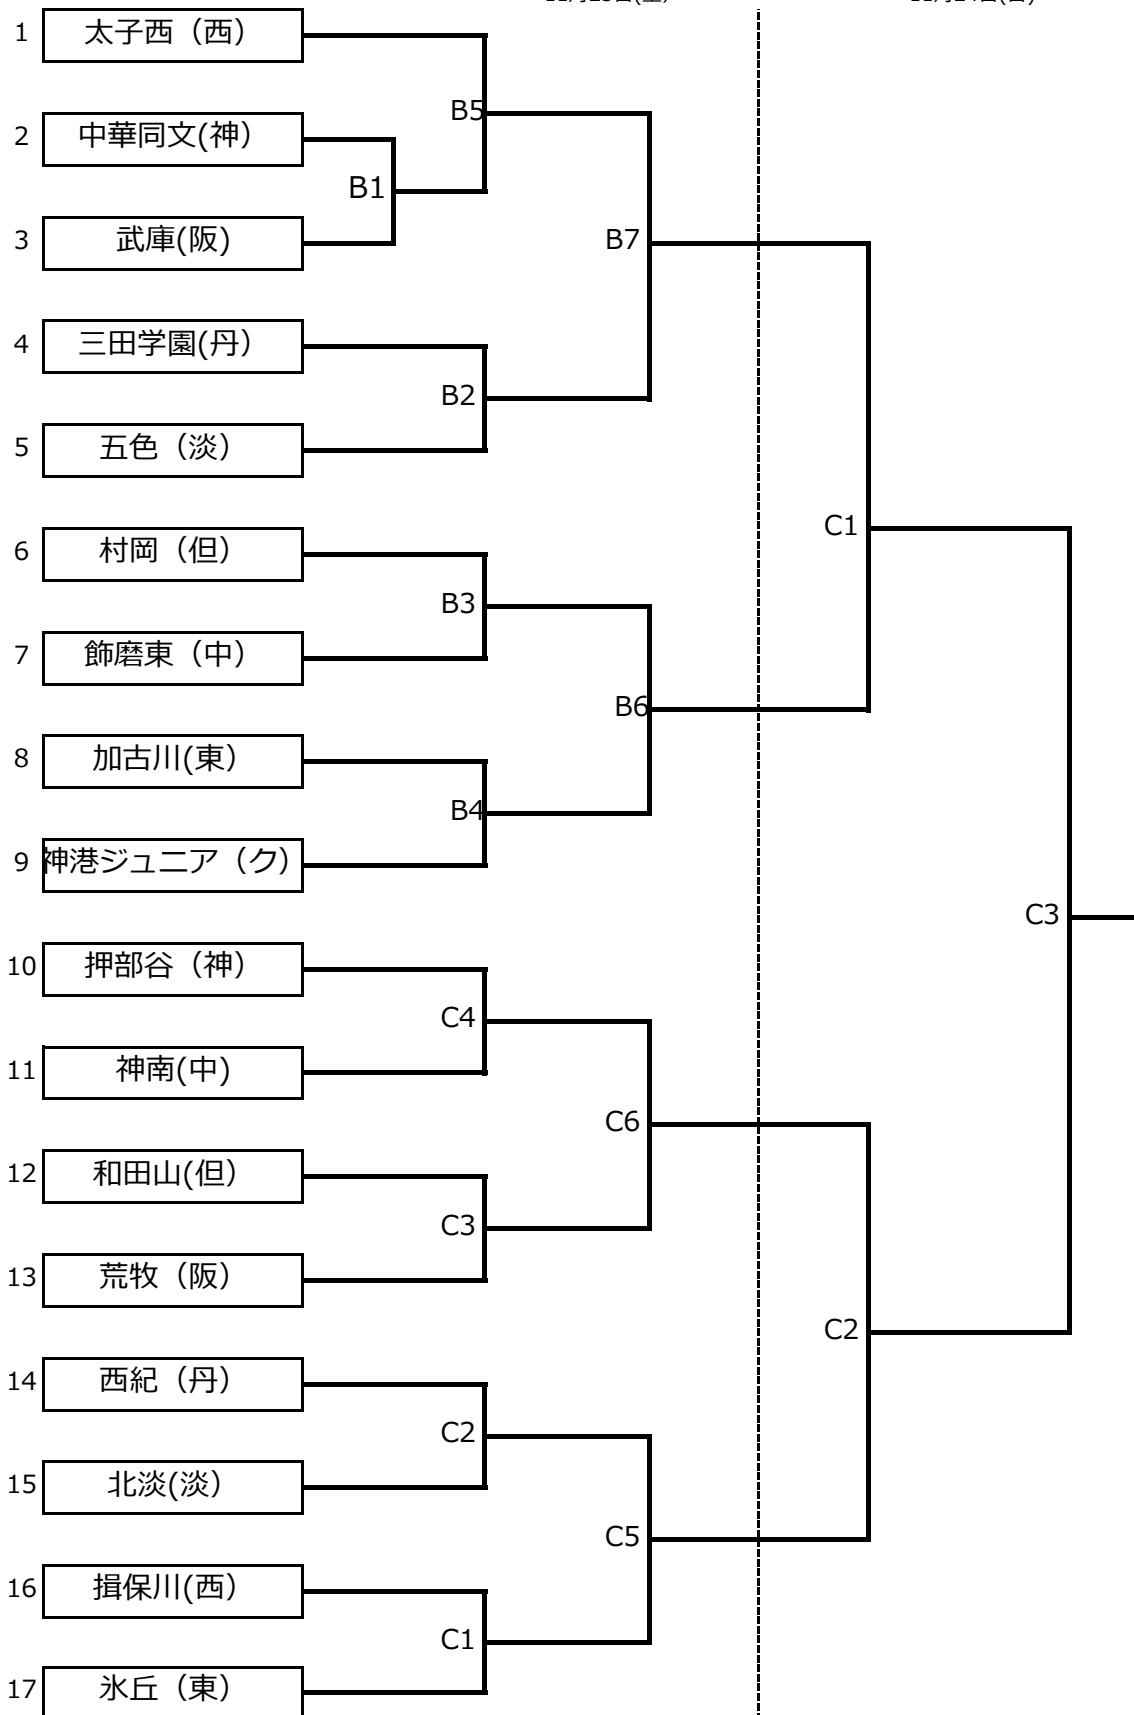 1 太子西（西）
B5
2 中華同文(神）
B1
3 武庫(阪)
B7
4 三田学園(丹）
B2
5 五色（淡）
C1
6 村岡（但）
B3
7 飾磨東（中）
B6
8 加古川(東）
B4
9 神港ジュニア（ク）
C3
10 押部谷（神）
C4
11 神南(中)
C6
12 和田山(但）
C3
13 荒牧（阪）
C2
14 西紀（丹）
C2
15 北淡(淡）
C5
16 揖保川(西）
C1
17 氷丘（東）